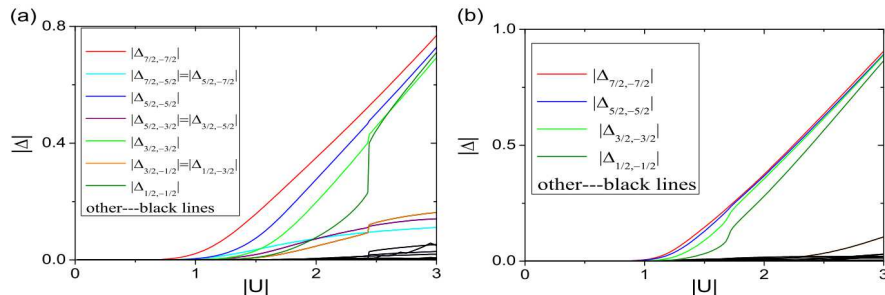 (a)
0.8
|Δ7/2,−7/2|
|Δ7/2,−5/2|=|Δ5/2,−7/2|
|Δ5/2,−5/2|
|Δ5/2,−3/2|=|Δ3/2,−5/2|
|Δ3/2,−3/2|
|Δ3/2,−1/2|=|Δ1/2,−3/2|
|Δ1/2,−1/2|
other---black lines
|Δ|
0.4
0.0
0 1 2 3
|U|
(b)
1.0
|Δ7/2,−7/2|
|Δ5/2,−5/2|
|Δ3/2,−3/2|
|Δ1/2,−1/2|
other---black lines
|Δ|
0.5
0.0
0 1 2 3
|U|